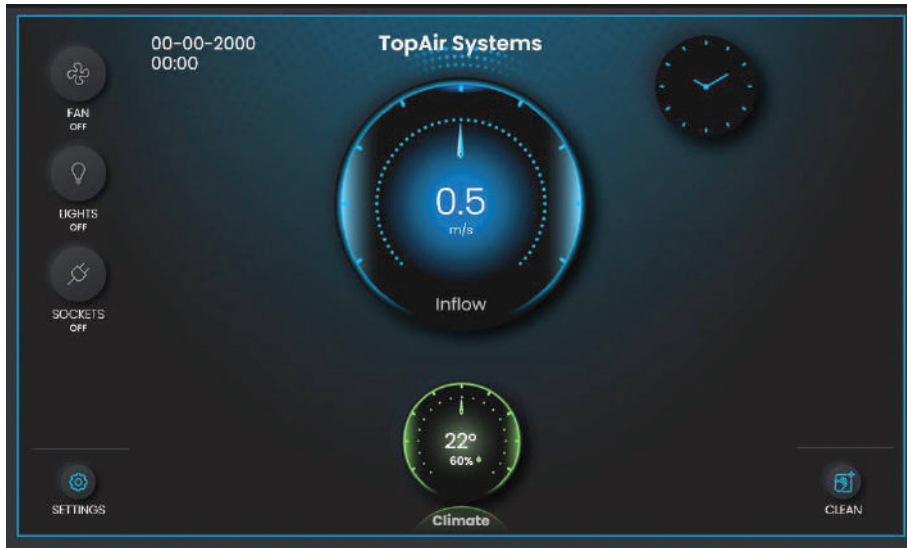 00-00-2000
00:00
TopAir Systems
FAN
OFF
LIGHTS
OFF
SOCKETS
OFF
0.5
m/s
Inflow
22°
60%
Climate
SETTINGS
CLEAN